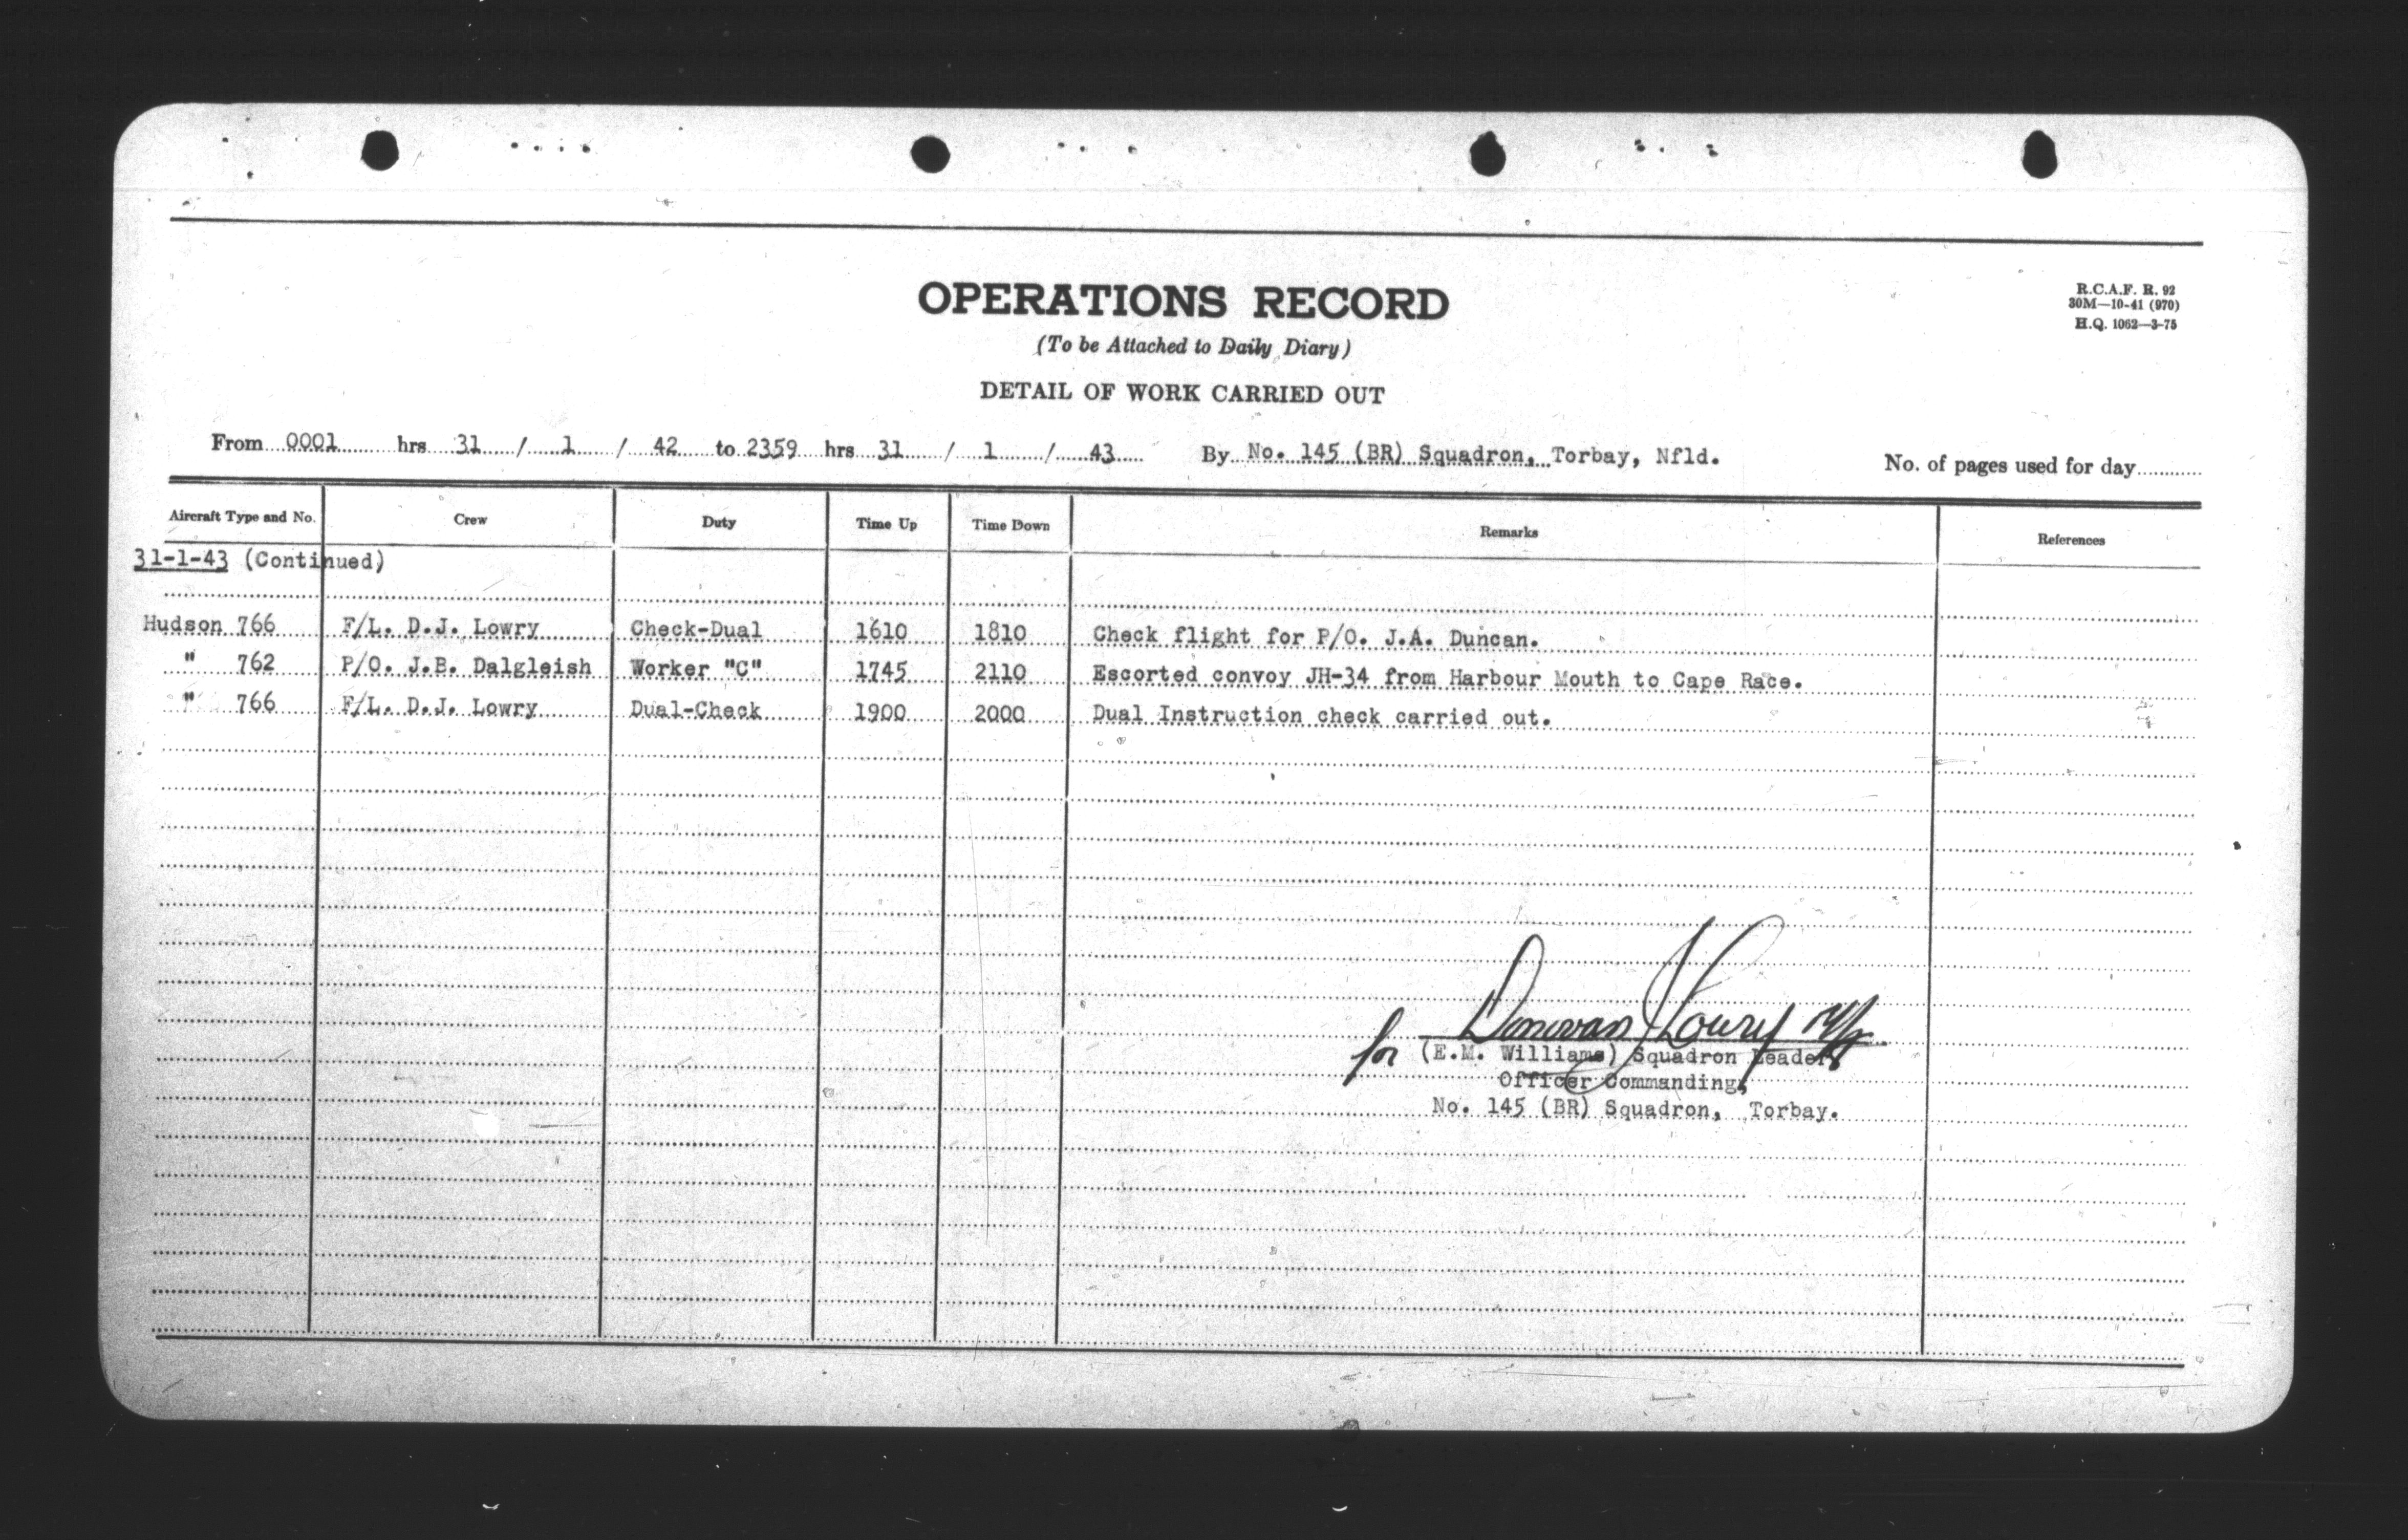 OPERATIONS RECORD
R.C.A.F. R. 92
30M—10-41 (970)
H.Q. 1062—3-75
(To be Attached to Daily Diary)
DETAIL OF WORK CARRIED OUT
From 0001 hrs 31 / 1 / 42 to 2359 hrs 31 / 1 / 43 By No. 145 (BR) Squadron, Torbay, Nfld. No. of pages used for day
Aircraft Type and No. Crew Duty Time Up Time Down Remarks References
31-1-43 (Continued)
Hudson 766 F/L. D.J. Lowry Check-Dual 1610 1810 Check flight for P/O. J.A. Duncan.
" 762 P/O. J.B. Dalgleish Worker "C" 1745 2110 Escorted convoy JH-34 from Harbour Mouth to Cape Race.
" 766 F/L. D.J. Lowry Dual-Check 1900 2000 Dual Instruction check carried out.
for Donovan J Lowry F/L
(E.M. Williams) Squadron Leader
Officer Commanding,
No. 145 (BR) Squadron, Torbay.